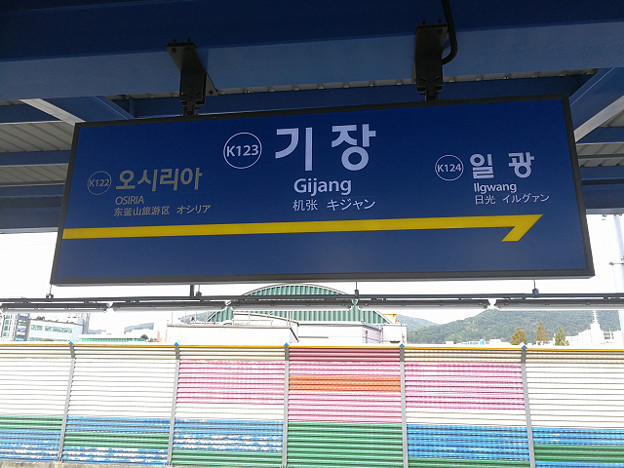 K122 오시리아
OSIRIA
东釜山旅游区 オシリア
K123 기장
Gijang
机张 キジャン
K124 일광
Ilgwang
日光 イルグァン